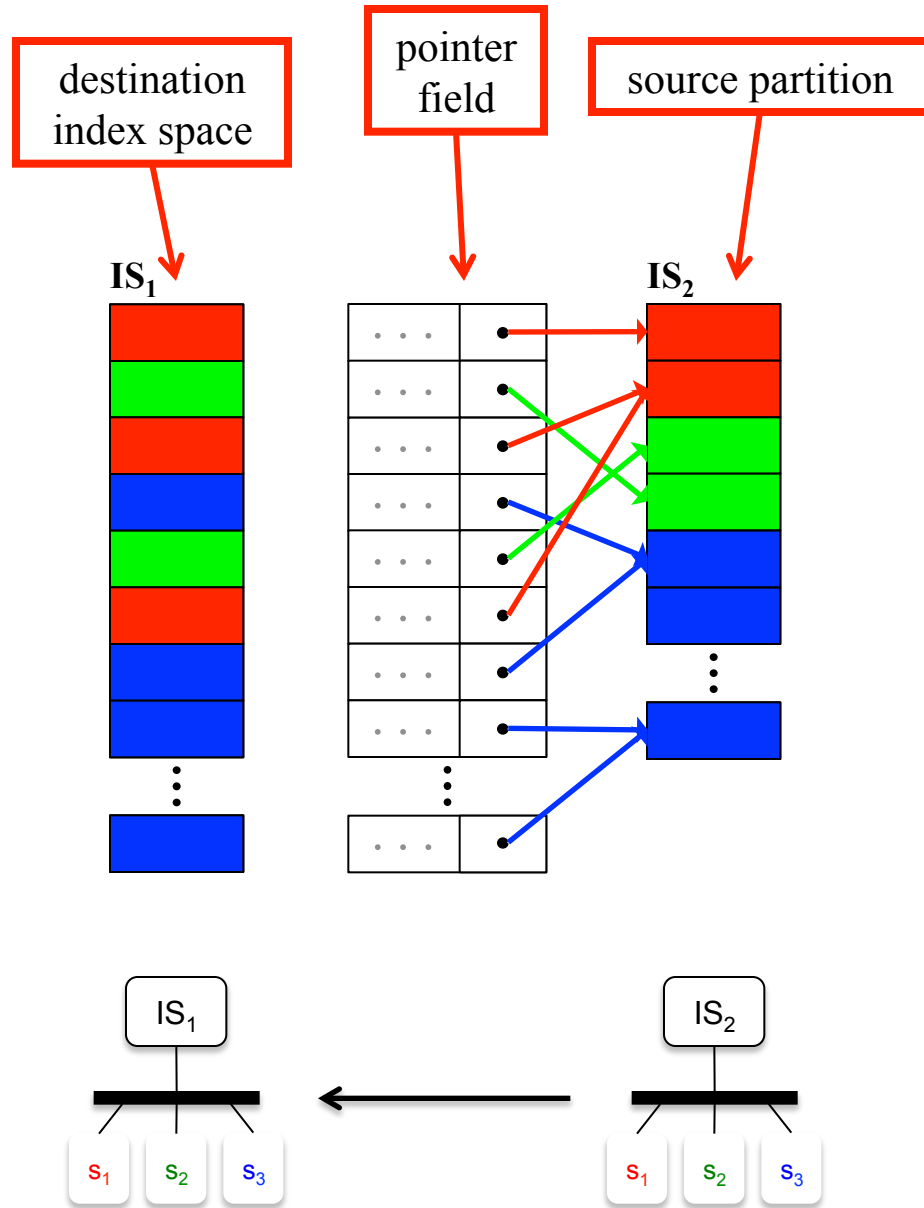 destination
index space
pointer
field
source partition
IS₁
IS₂
IS₁
IS₂
s₁ s₂ s₃
s₁ s₂ s₃